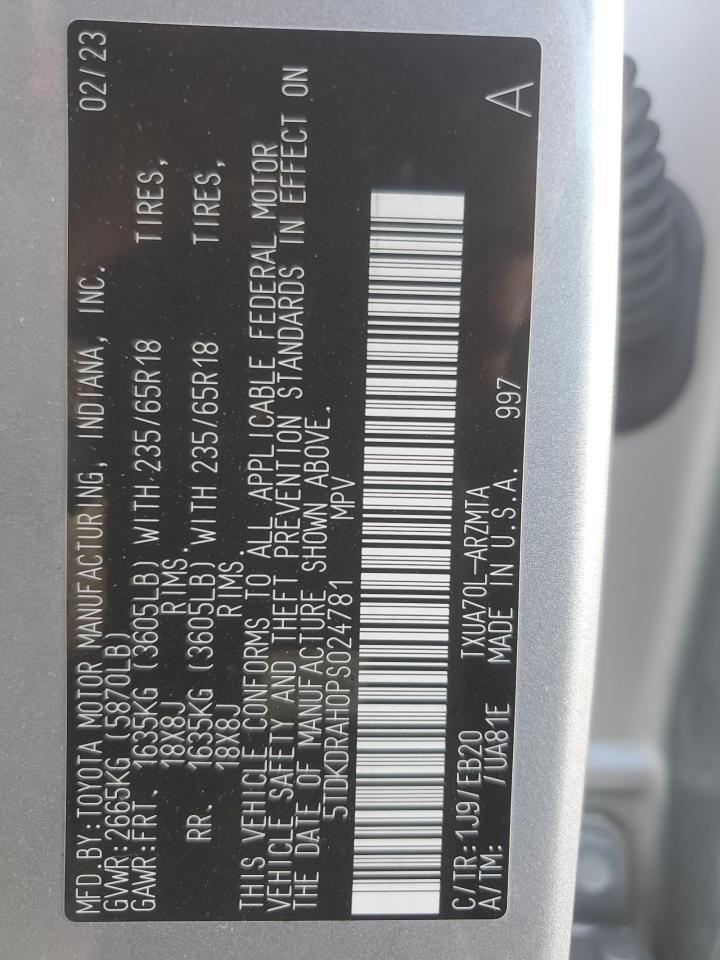 MFD BY:TOYOTA MOTOR MANUFACTURING, INDIANA, INC. 02/23
GVWR:2665KG (5870LB)
GAWR:FRT. 1635KG (3605LB) WITH 235/65R18 TIRES,
18X8J RIMS.
RR. 1635KG (3605LB) WITH 235/65R18 TIRES,
18X8J RIMS.
THIS VEHICLE CONFORMS TO ALL APPLICABLE FEDERAL MOTOR
VEHICLE SAFETY AND THEFT PREVENTION STANDARDS IN EFFECT ON
THE DATE OF MANUFACTURE SHOWN ABOVE.
5TDKDRAH0PS024781 MPV
C/TR:1J9/EB20 TXUA70L-ARZMTA
A/TM: /UA81E MADE IN U.S.A. 997 A